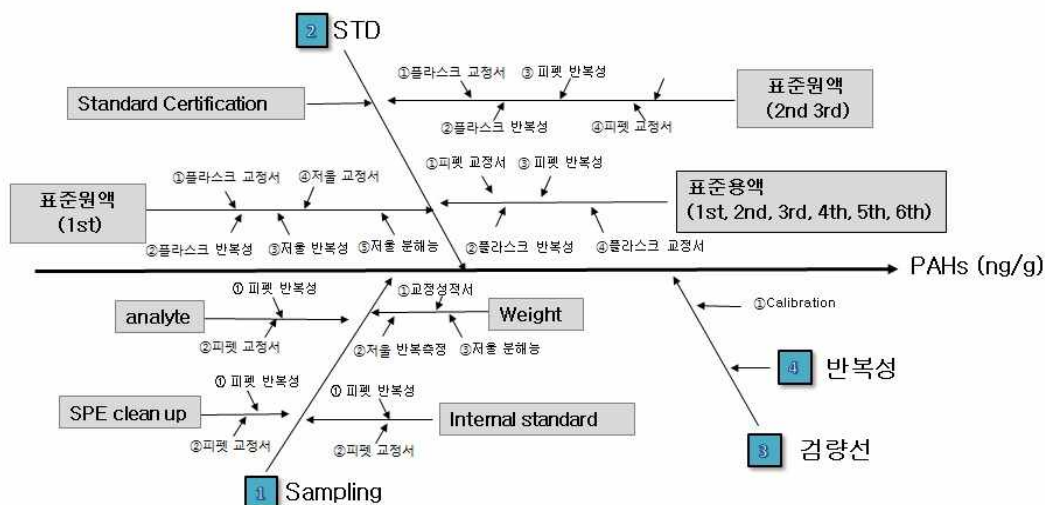 2 STD
①플라스크 교정서 ③ 피펫 반복성
표준원액
(2nd 3rd)
Standard Certification
②플라스크 반복성 ④피펫 교정서
①피펫 교정서 ③ 피펫 반복성
①플라스크 교정서 ④저울 교정서
표준원액
(1st)
표준용액
(1st, 2nd, 3rd, 4th, 5th, 6th)
②플라스크 반복성 ③저울 반복성 ③저울 분해능
②플라스크 반복성 ④플라스크 교정서
PAHs (ng/g)
① 피펫 반복성
①교정성적서
①Calibration
analyte
Weight
②피펫 교정서
②저울 반복측정 ③저울 분해능
4 반복성
① 피펫 반복성
① 피펫 반복성
SPE clean up
Internal standard
②피펫 교정서
②피펫 교정서
3 검량선
1 Sampling